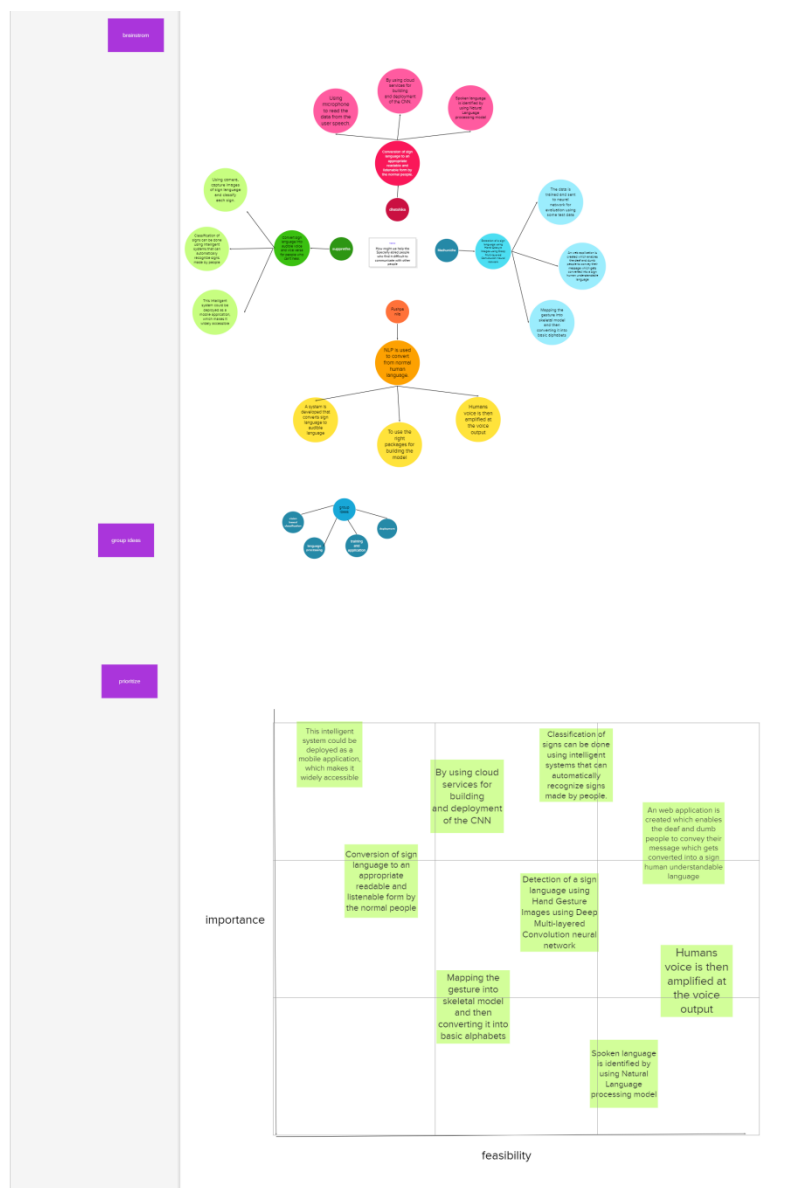 brainstorm
By using cloud
services for
building
and deployment
of the CNN
Using
microphone
to read the
data from the
user speech
Spoken language
is identified by
using Natural
Language
processing model
Conversion of sign
language to an
appropriate
readable and
listenable form by
the normal people.
Using camera,
capture images
of sign language
and classify
each sign.
Classification of
signs can be done
using intelligent
systems that can
automatically
recognize signs
made by people.
This intelligent
system could be
deployed as a
mobile application,
which makes it
widely accessible
The data is
trained and sent
to neural
network for
evaluation using
some test data
Mapping the
gesture into
skeletal model
and then
converting it into
basic alphabets
NLP is used
to convert
from normal
human
language.
A system is
developed that
converts sign
language to
audible
language
To use the
right
packages for
building the
model
Humans
voice is then
amplified at
the voice
output
group ideas
group
ideas
language
processing
training
and
application
prioritize
This intelligent
system could be
deployed as a
mobile application,
which makes it
widely accessible
By using cloud
services for
building
and deployment
of the CNN
Classification of
signs can be done
using intelligent
systems that can
automatically
recognize signs
made by people.
An web application is
created which enables
the deaf and dumb
people to convey their
message which gets
converted into a sign
human understandable
language
Conversion of sign
language to an
appropriate
readable and
listenable form by
the normal people
Detection of a sign
language using
Hand Gesture
Images using Deep
Multi-layered
Convolution neural
network
importance
Humans
voice is then
amplified at
the voice
output
Mapping the
gesture into
skeletal model
and then
converting it into
basic alphabets
Spoken language
is identified by
using Natural
Language
processing model
feasibility